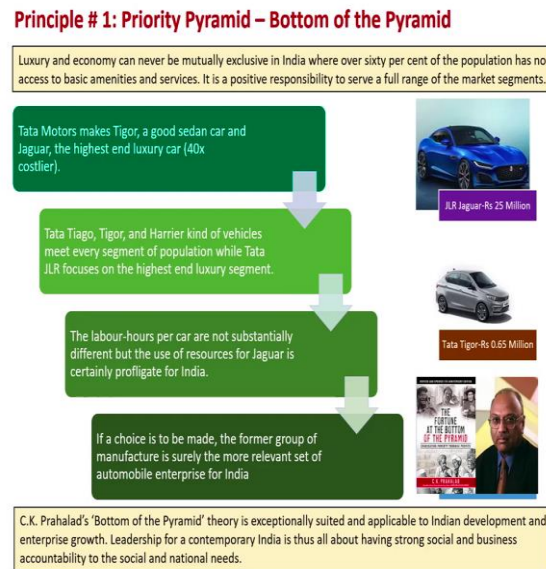 Principle # 1: Priority Pyramid – Bottom of the Pyramid
Luxury and economy can never be mutually exclusive in India where over sixty per cent of the population has no
access to basic amenities and services. It is a positive responsibility to serve a full range of the market segments.
Tata Motors makes Tigor, a good sedan car and
Jaguar, the highest end luxury car (40x
costlier).
JLR Jaguar-Rs 25 Million
Tata Tiago, Tigor, and Harrier kind of vehicles
meet every segment of population while Tata
JLR focuses on the highest end luxury segment.
The labour-hours per car are not substantially
different but the use of resources for Jaguar is
certainly profligate for India.
Tata Tigor-Rs 0.65 Million
If a choice is to be made, the former group of
manufacture is surely the more relevant set of
automobile enterprise for India
THE
FORTUNE
AT THE BOTTOM
OF THE PYRAMID
C.K. PRAHALAD
C.K. Prahalad's 'Bottom of the Pyramid' theory is exceptionally suited and applicable to Indian development and
enterprise growth. Leadership for a contemporary India is thus all about having strong social and business
accountability to the social and national needs.